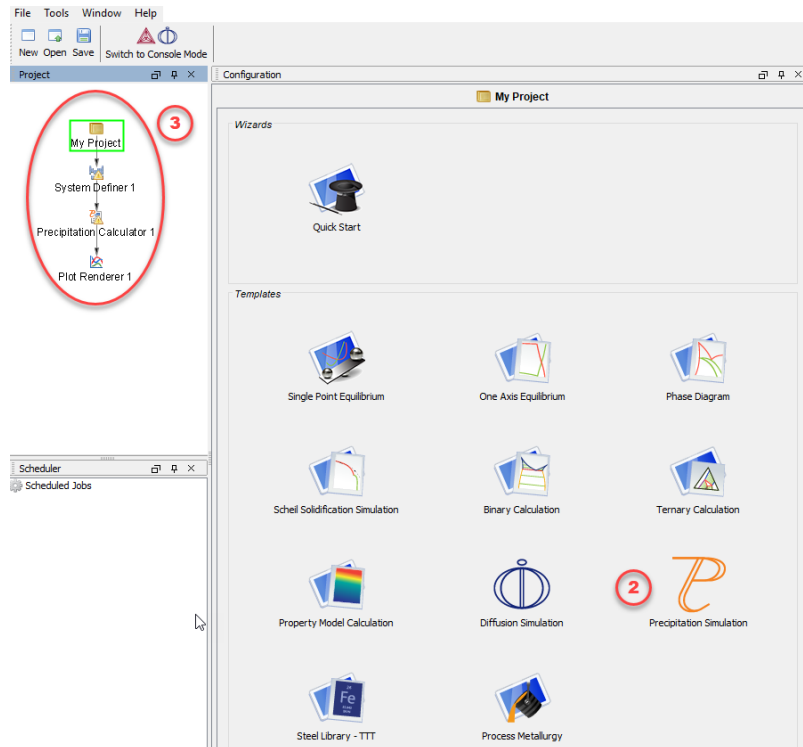 File Tools Window Help
New Open Save Switch to Console Mode
Project
Configuration
My Project
3
My Project
System Definer 1
Precipitation Calculator 1
Plot Renderer 1
Wizards
Quick Start
Templates
Single Point Equilibrium
One Axis Equilibrium
Phase Diagram
Scheil Solidification Simulation
Binary Calculation
Ternary Calculation
Property Model Calculation
Diffusion Simulation
2
Precipitation Simulation
Fe
Steel Library - TTT
Process Metallurgy
Scheduler
Scheduled Jobs